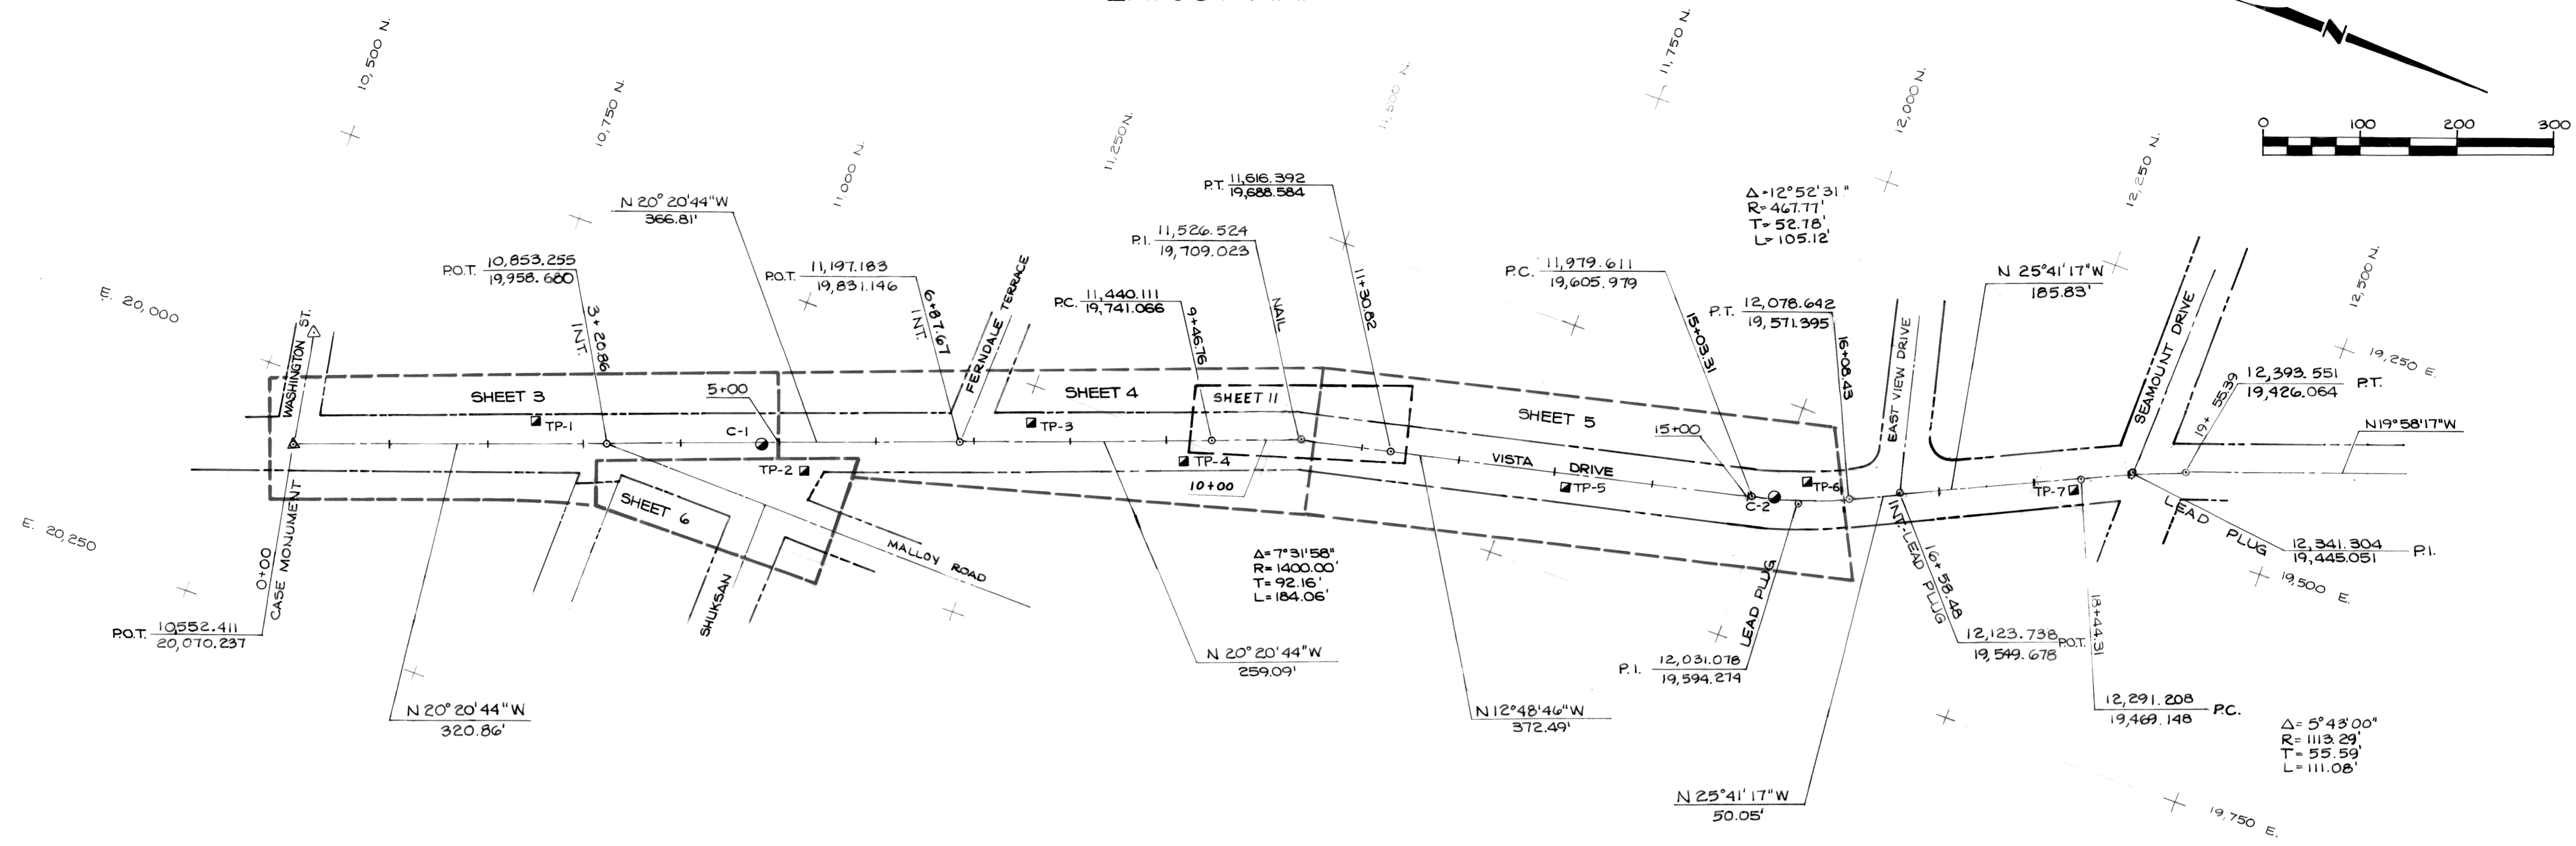 10,500 N.
10,750 N.
11,000 N.
11,250 N.
11,500 N.
11,750 N.
12,000 N.
12,250 N.
12,500 N.
N
0 100 200 300
E. 20,000
E. 20,250
19,250 E.
19,500 E.
19,750 E.
WASHINGTON ST.
CASE MONUMENT
0+00
P.O.T. 10,552.411
20,070.237
N 20° 20' 44" W
320.86'
P.O.T. 10,853.255
19,958.680
3+20.86
INT.
N 20° 20' 44" W
366.81'
P.O.T. 11,197.183
19,831.146
6+87.67
INT.
FERNDALE TERRACE
P.C. 11,440.111
19,741.066
9+46.76
P.I. 11,526.524
19,709.023
NAIL
P.T. 11,616.392
19,688.584
11+30.82
Δ = 7° 31' 58"
R = 1400.00'
T = 92.16'
L = 184.06'
N 20° 20' 44" W
259.09'
N 12° 48' 46" W
372.49'
SHEET 3
SHEET 4
SHEET 11
SHEET 5
SHEET 6
5+00
10+00
15+00
TP-1
C-1
TP-2
TP-3
TP-4
TP-5
C-2
TP-6
TP-7
VISTA DRIVE
MALLOY ROAD
SHUKSAN
P.C. 11,979.611
19,605.979
15+03.31
Δ = 12° 52' 31."
R = 467.77'
T = 52.78'
L = 105.12'
P.T. 12,078.642
19,571.395
16+08.43
EAST VIEW DRIVE
N 25° 41' 17" W
185.83'
SEAMOUNT DRIVE
19+55.39
12,393.551 P.T.
19,426.064
N 19° 58' 17" W
LEAD PLUG
12,341.304 P.I.
19,445.051
LEAD PLUG
P.I. 12,031.078
19,594.274
INT.-LEAD PLUG
16+58.48
12,123.738 P.O.T.
19,549.678
18+44.31
12,291.208 P.C.
19,469.148
N 25° 41' 17" W
50.05'
Δ = 5° 43' 00"
R = 1113.29'
T = 55.59'
L = 111.08'